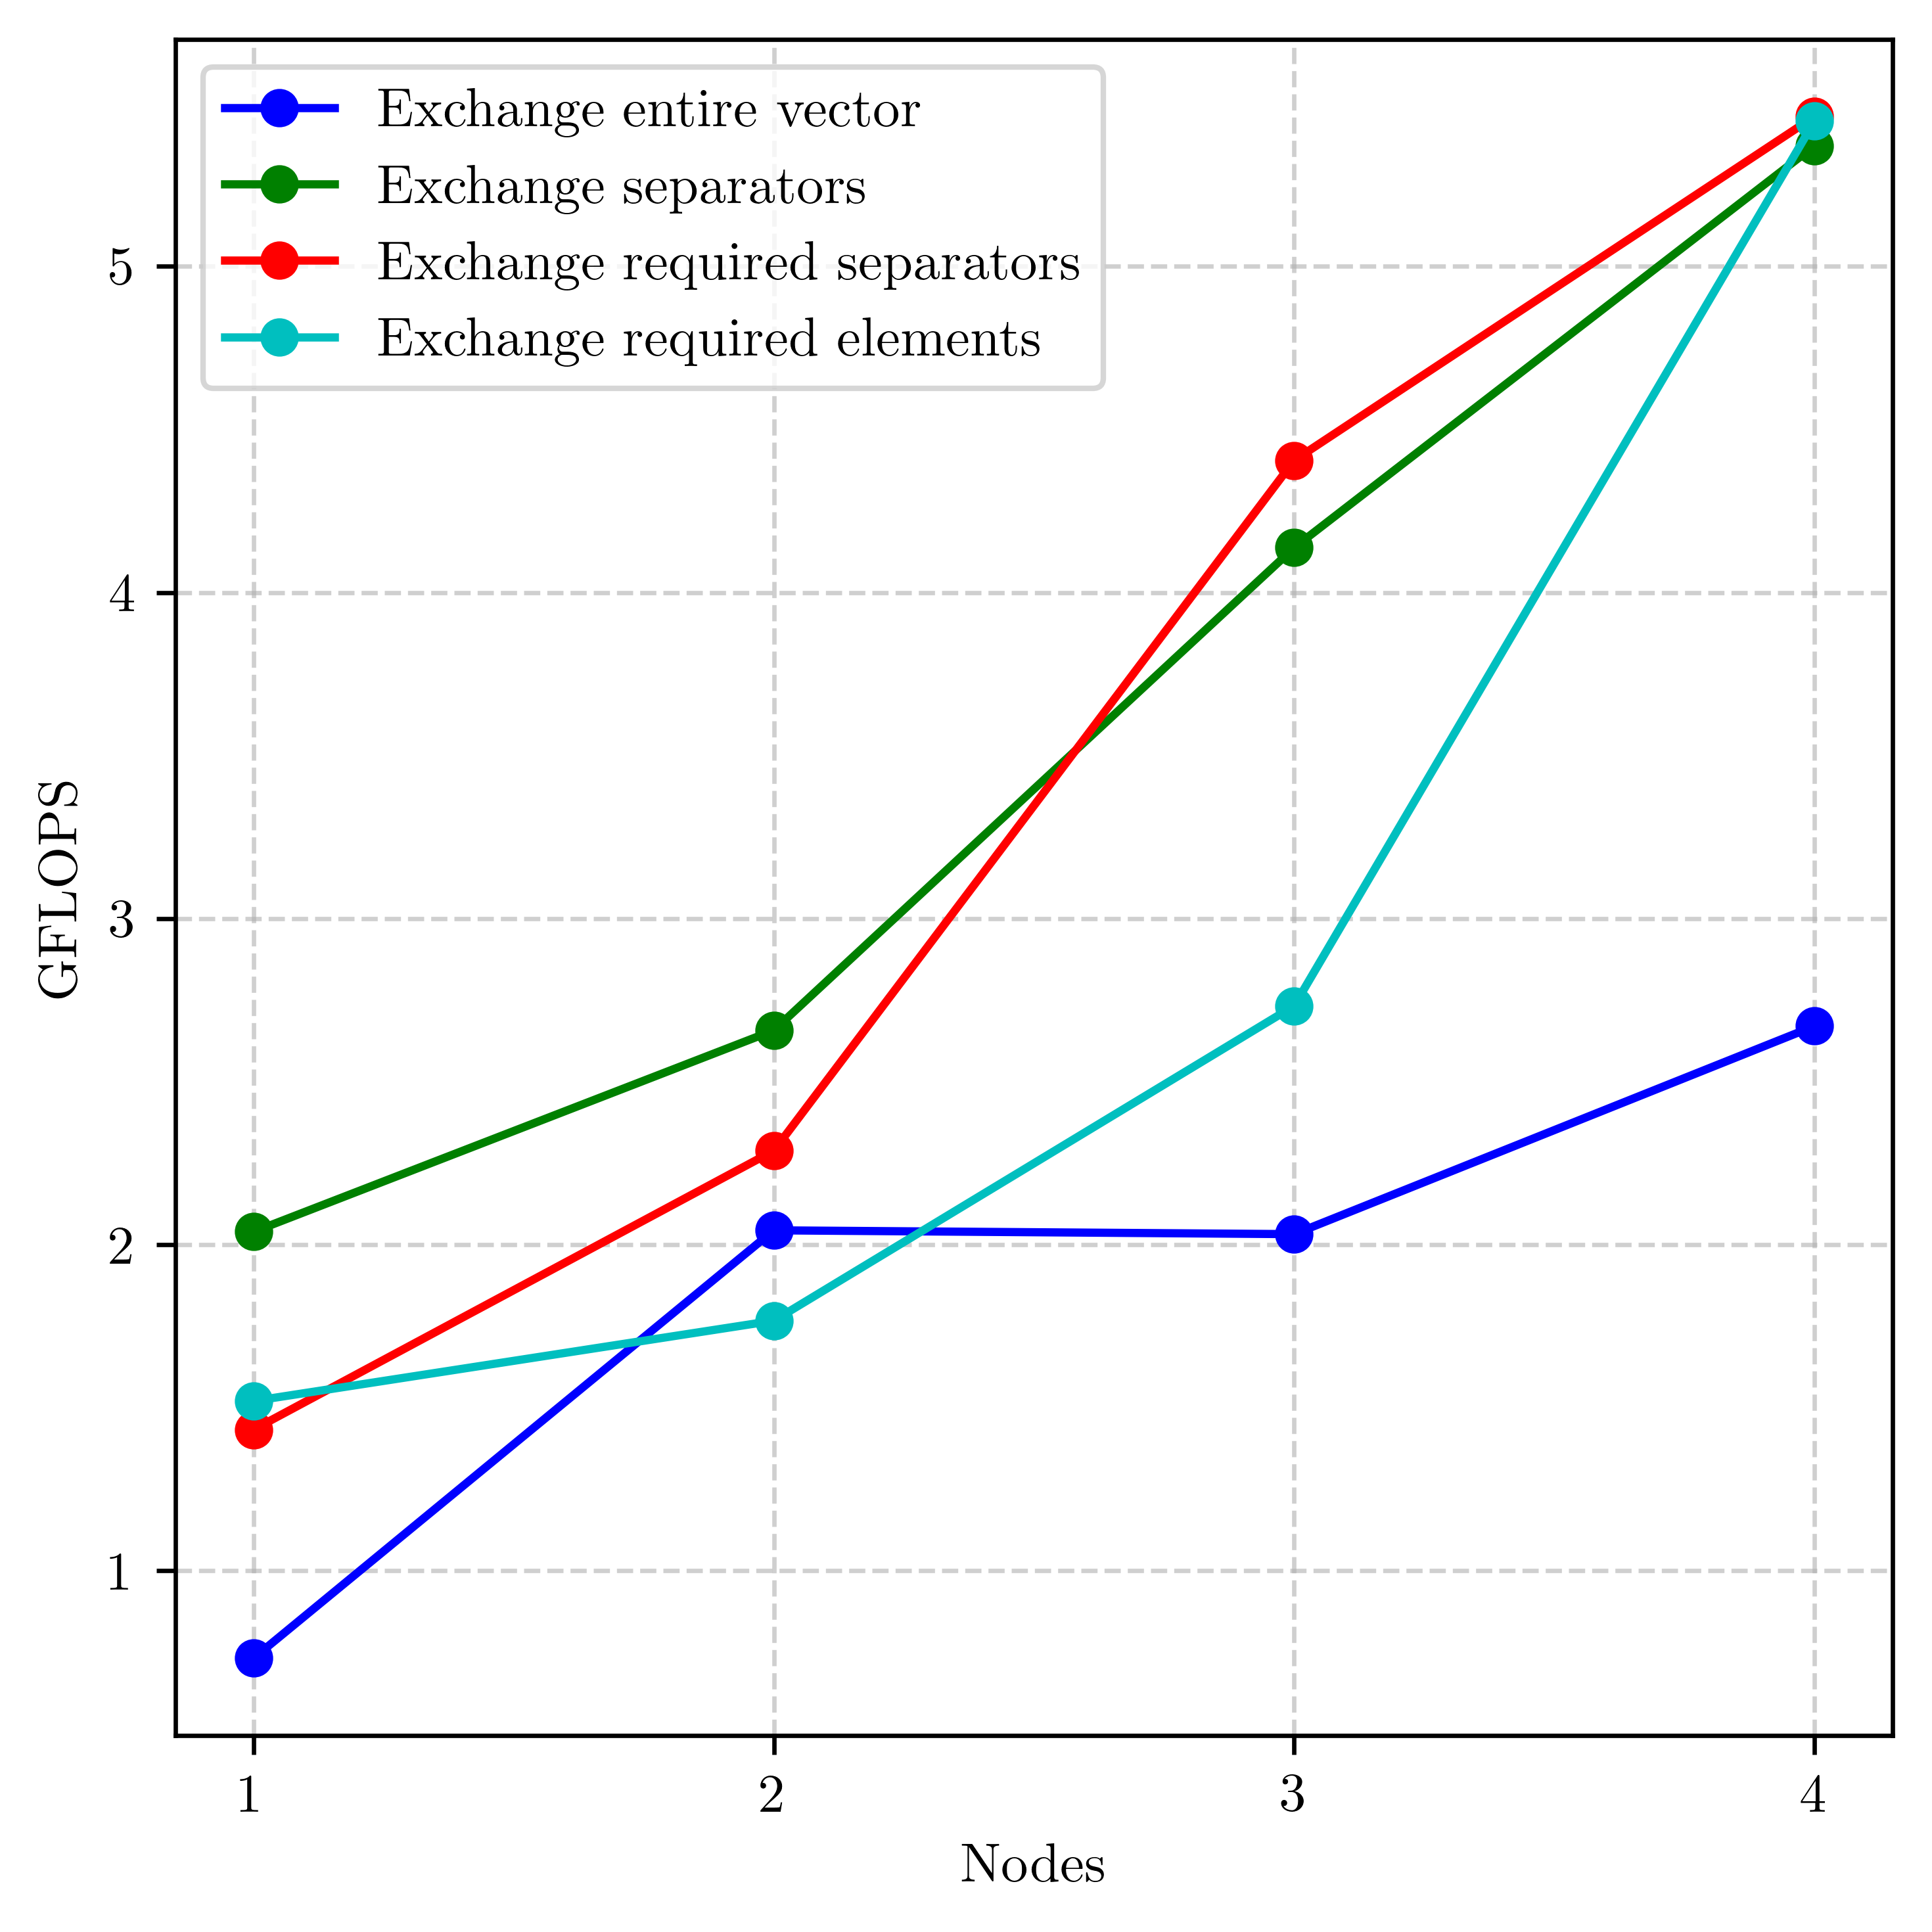 Exchange entire vector
Exchange separators
Exchange required separators
Exchange required elements
5
4
3
2
1
GFLOPS
1 2 3 4
Nodes